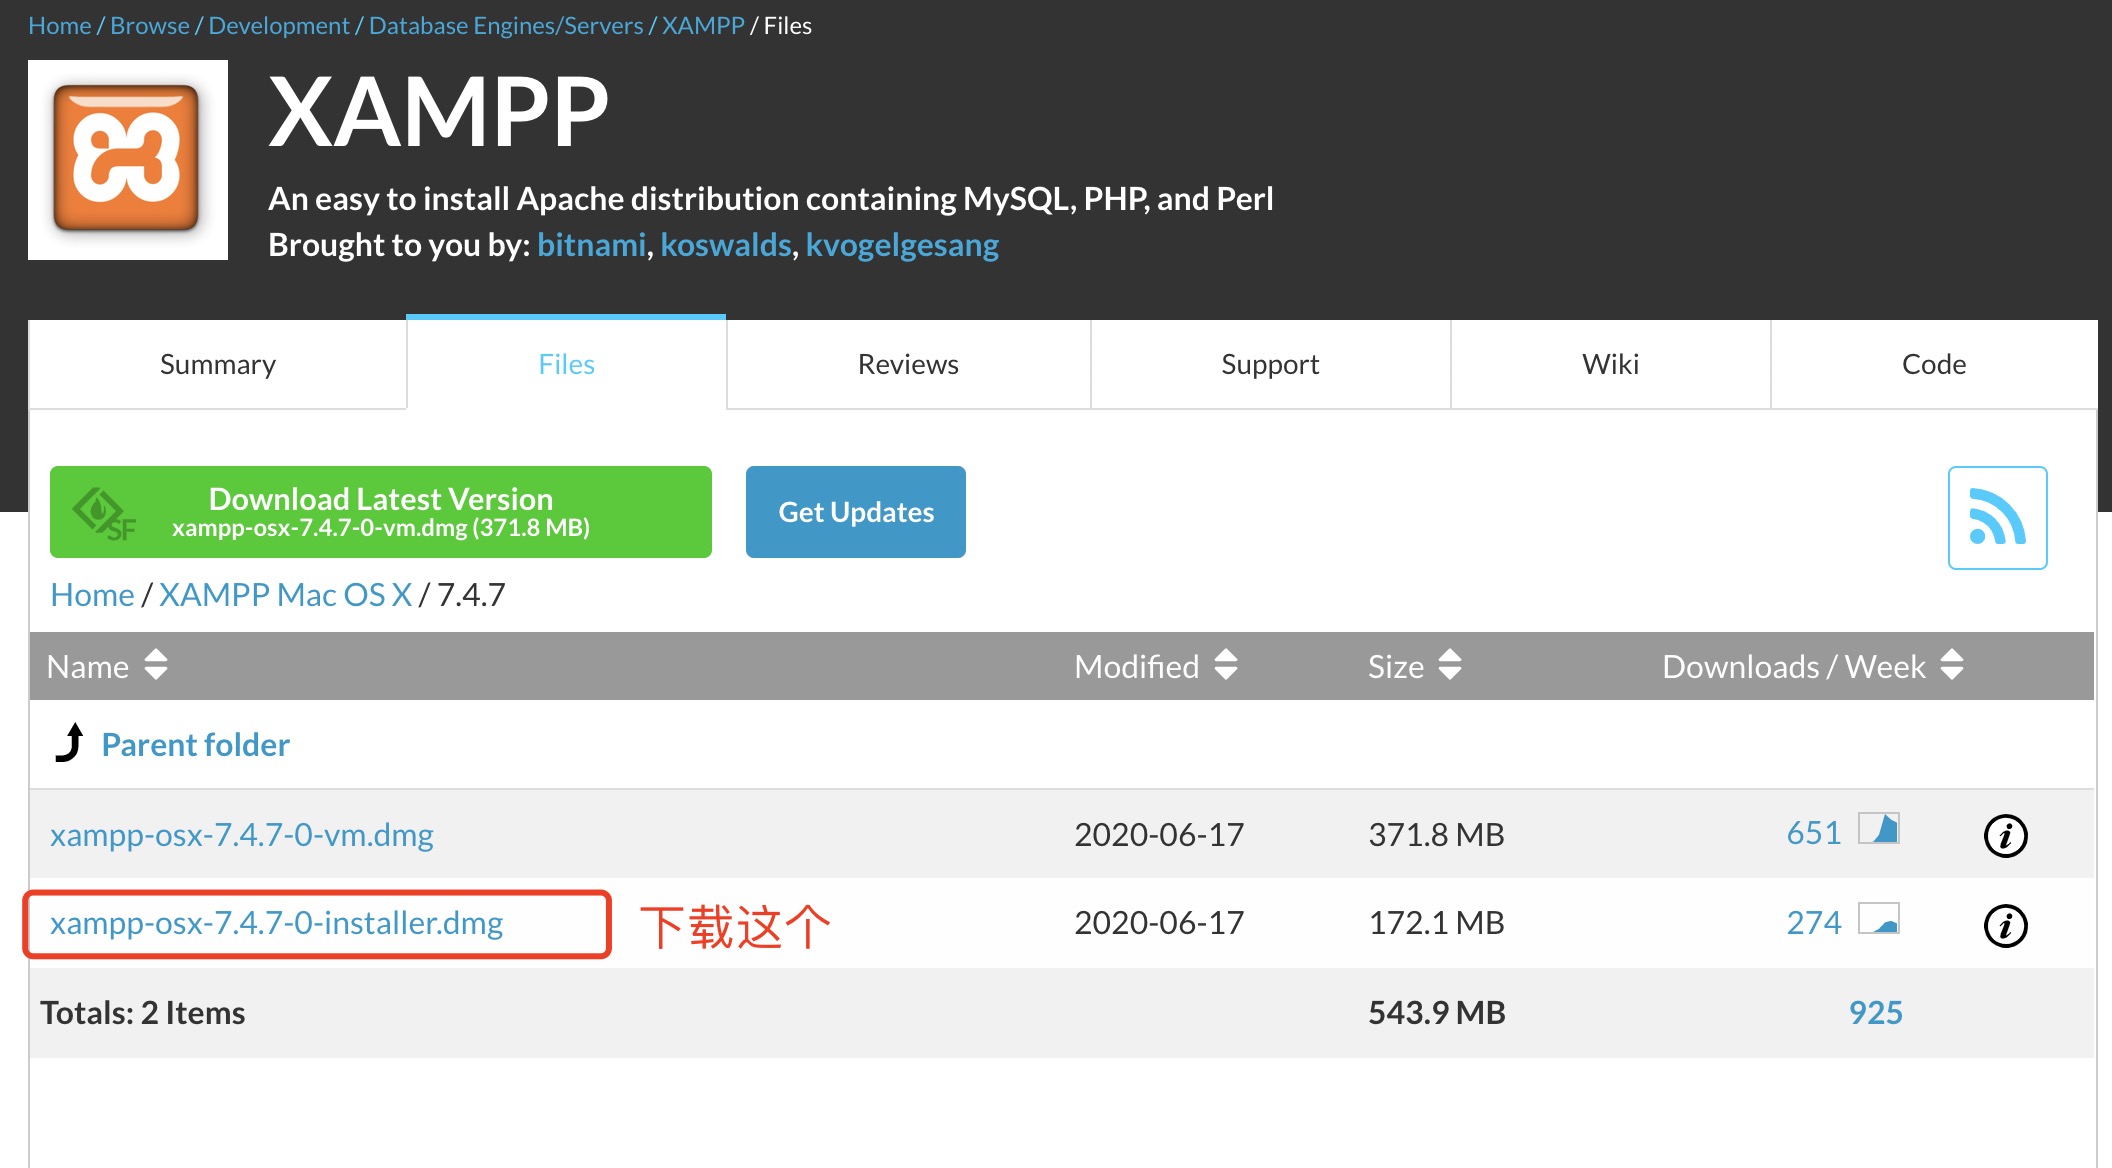 Home / Browse / Development / Database Engines/Servers / XAMPP / Files
XAMPP
An easy to install Apache distribution containing MySQL, PHP, and Perl
Brought to you by: bitnami, koswalds, kvogelgesang
Summary Files Reviews Support Wiki Code
SF
Download Latest Version
xampp-osx-7.4.7-0-vm.dmg (371.8 MB)
Get Updates
Home / XAMPP Mac OS X / 7.4.7
Name Modified Size Downloads / Week
Parent folder
xampp-osx-7.4.7-0-vm.dmg 2020-06-17 371.8 MB 651
xampp-osx-7.4.7-0-installer.dmg 下载这个 2020-06-17 172.1 MB 274
Totals: 2 Items 543.9 MB 925